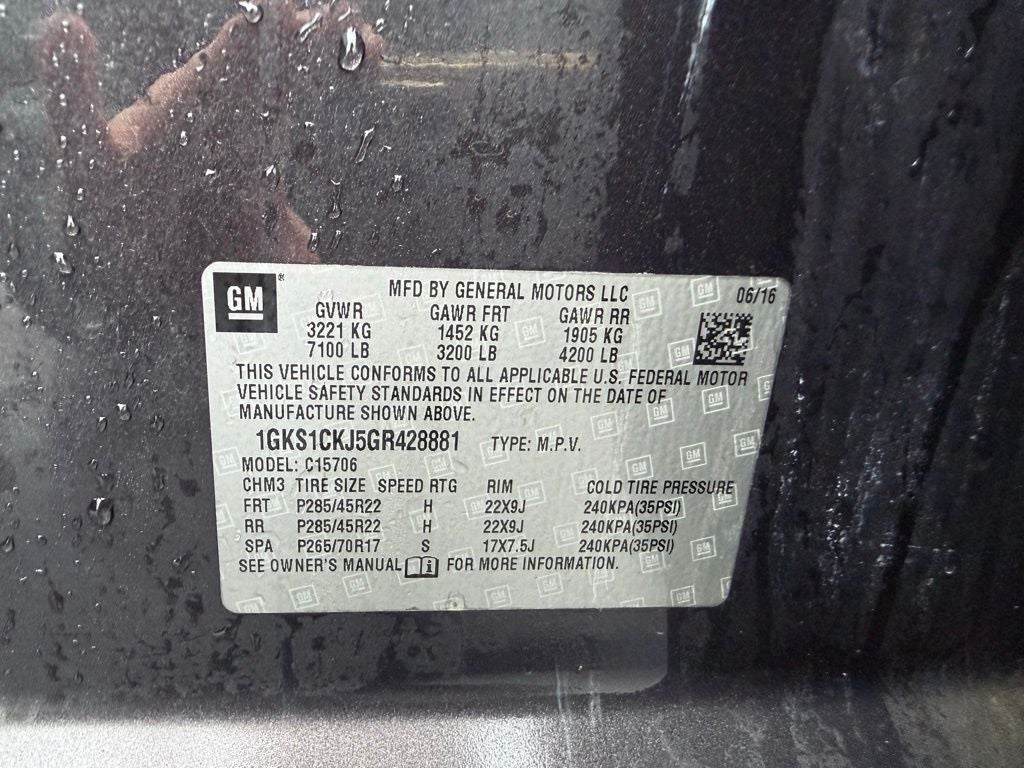 GM ® MFD BY GENERAL MOTORS LLC 06/16
GVWR GAWR FRT GAWR RR
3221 KG 1452 KG 1905 KG
7100 LB 3200 LB 4200 LB
THIS VEHICLE CONFORMS TO ALL APPLICABLE U.S. FEDERAL MOTOR
VEHICLE SAFETY STANDARDS IN EFFECT ON THE DATE OF
MANUFACTURE SHOWN ABOVE.
1GKS1CKJ5GR428881 TYPE: M.P.V.
MODEL: C15706
CHM3 TIRE SIZE SPEED RTG RIM COLD TIRE PRESSURE
FRT P285/45R22 H 22X9J 240KPA(35PSI)
RR P285/45R22 H 22X9J 240KPA(35PSI)
SPA P265/70R17 S 17X7.5J 240KPA(35PSI)
SEE OWNER'S MANUAL FOR MORE INFORMATION.